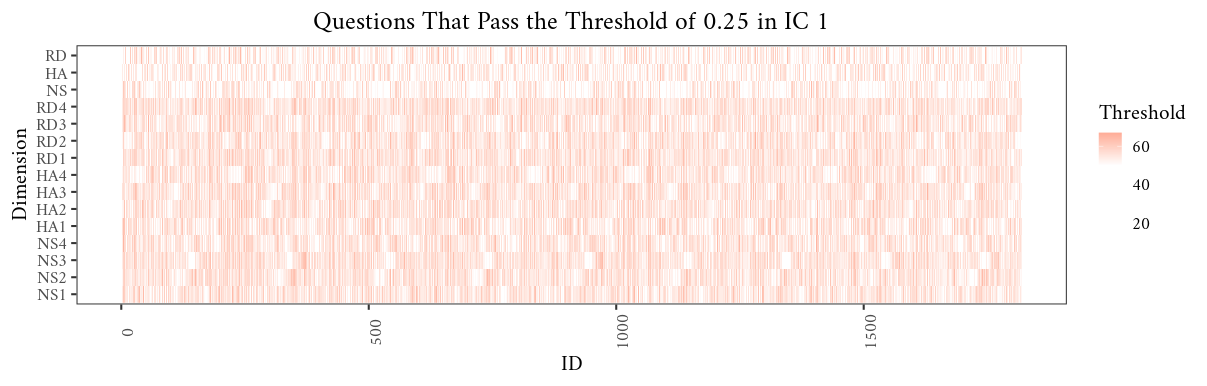 Questions That Pass the Threshold of 0.25 in IC 1
RD
HA
NS
RD4
RD3
RD2
RD1
HA4
HA3
HA2
HA1
NS4
NS3
NS2
NS1
Dimension
0
500
1000
1500
ID
Threshold
60
40
20